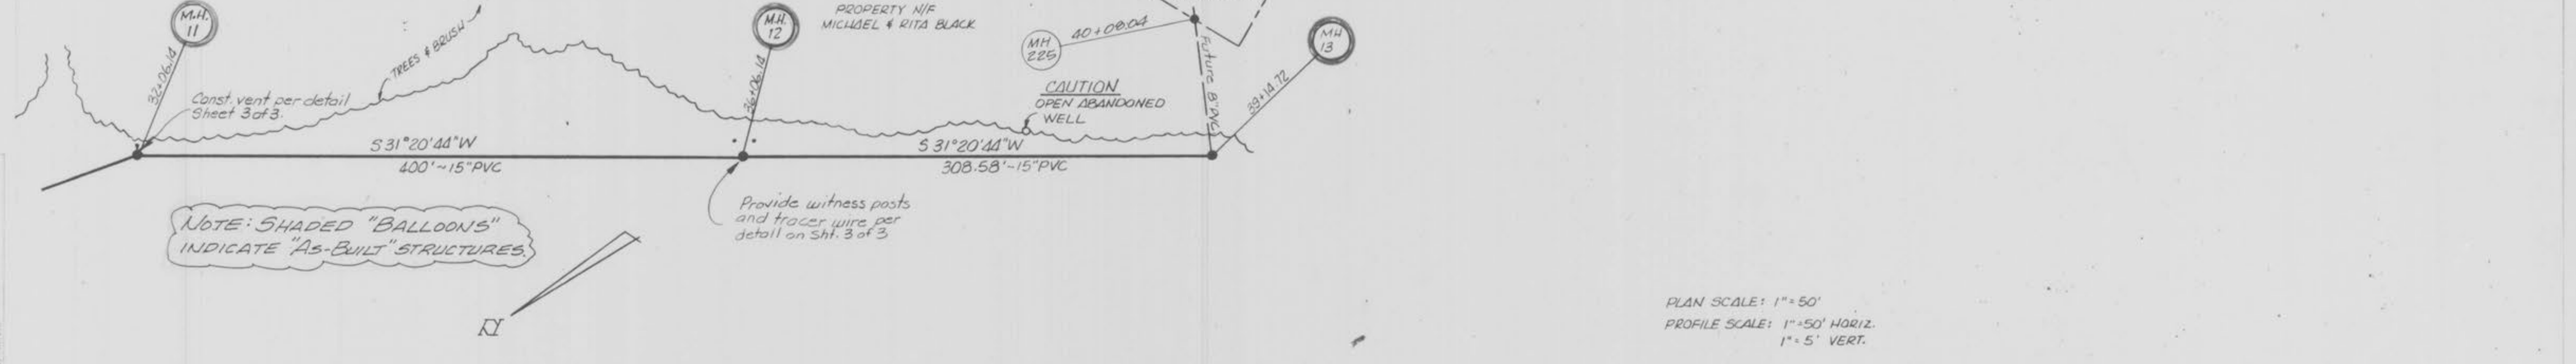 M.H.
11
32+06.14
TREES & BRUSH
Const. vent per detail
Sheet 3 of 3.
S 31°20'44"W
400'~15"PVC
M.H.
12
36+06.14
PROPERTY N/F
MICHAEL & RITA BLACK
MH
225
40+08.04
Future 8"PVC
MH
13
39+14.72
CAUTION
OPEN ABANDONED
WELL
S 31°20'44"W
308.58'~15"PVC
Provide witness posts
and tracer wire per
detail on Sht. 3 of 3
NOTE: SHADED "BALLOONS"
INDICATE "AS-BUILT" STRUCTURES.
N
PLAN SCALE: 1"=50'
PROFILE SCALE: 1"=50' HORIZ.
1"=5' VERT.